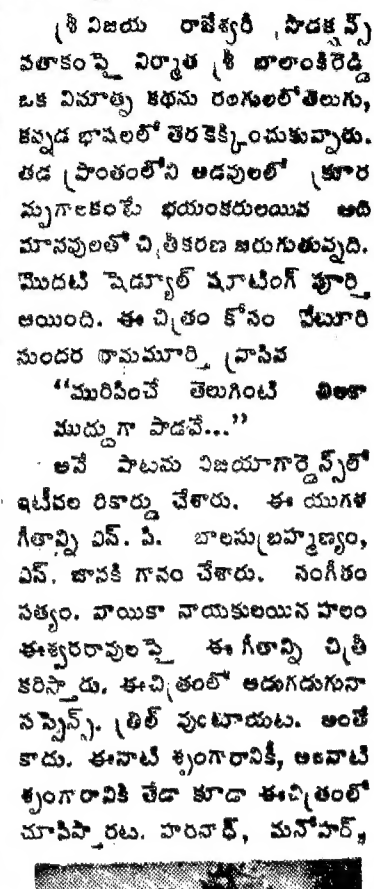 శ్రీ విజయ రాజేశ్వరీ ప్రొడక్షన్స్
పతాకంపై నిర్మాత శ్రీ బాలాంకిరెడ్డి
ఒక వినూత్న కథను రంగులలో తెలుగు,
కన్నడ భాషలలో తెరకెక్కించుకున్నారు.
తడ ప్రాంతంలోని అడవులలో క్రూర
మృగాలకంటే భయంకరులయిన ఆది
మానవులతో చిత్రీకరణ జరుగుతున్నది.
మొదటి షెడ్యూల్ షూటింగ్ పూర్తి
అయింది. ఈ చిత్రం కోసం వేటూరి
సుందర రామమూర్తి వ్రాసిన
“మురిపించే తెలుగింటి చిలకా
ముద్దుగా పాడవే...”
అనే పాటను విజయాగార్డెన్స్‌లో
ఇటీవల రికార్డు చేశారు. ఈ యుగళ
గీతాన్ని ఎస్. పి. బాలసుబ్రహ్మణ్యం,
ఎస్. జానకి గానం చేశారు. సంగీతం
సత్యం. నాయికా నాయకులయిన హలం
ఈశ్వరరావులపై ఈ గీతాన్ని చిత్రీ
కరిస్తాడు. ఈచిత్రంలో అడుగడుగునా
సస్పెన్స్. త్రిల్ వుంటాయట. అంతే
కాదు. ఈనాటి శృంగారానికీ, ఆనాటి
శృంగారానికి తేడా కూడా ఈచిత్రంలో
చూపిస్తారట. హరనాథ్, మనోహర్,